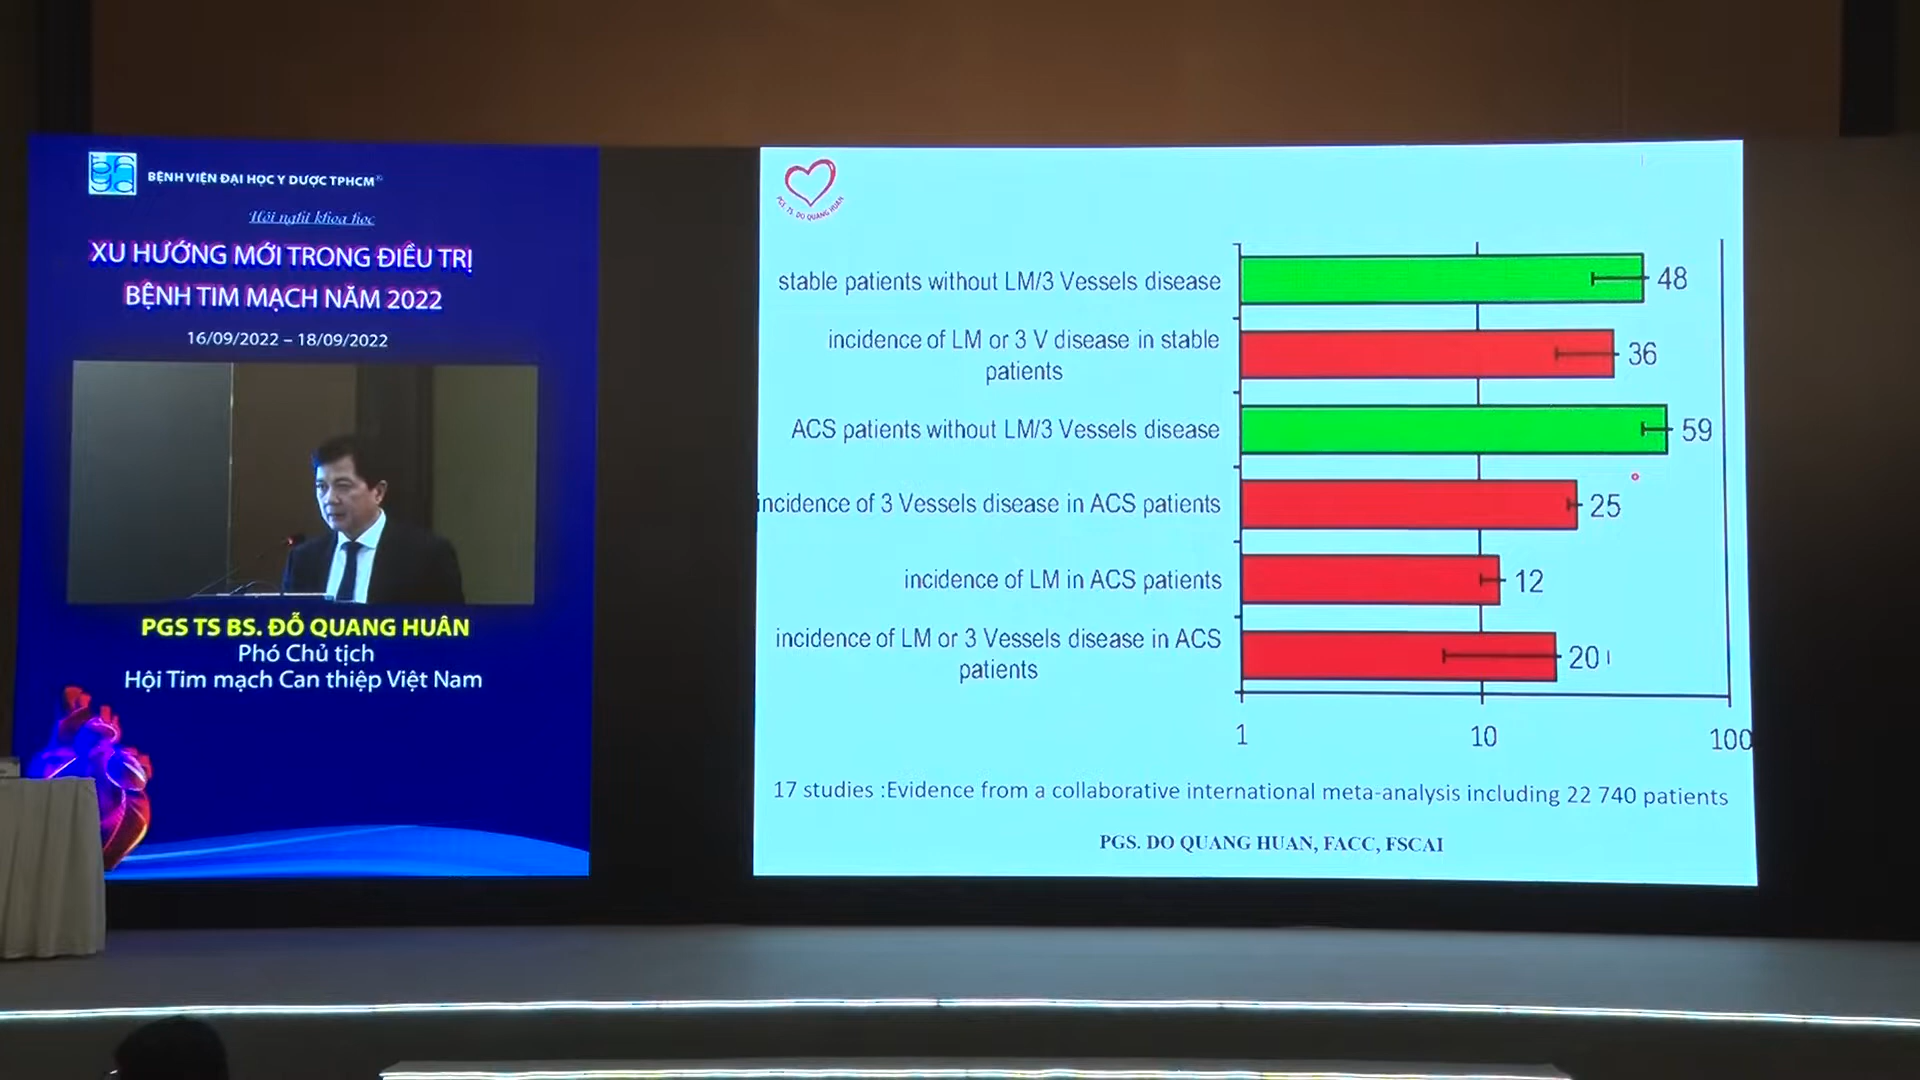 BỆNH VIỆN ĐẠI HỌC Y DƯỢC TPHCM
Hội nghị khoa học
XU HƯỚNG MỚI TRONG ĐIỀU TRỊ
BỆNH TIM MẠCH NĂM 2022
16/09/2022 – 18/09/2022
PGS TS BS. ĐỖ QUANG HUÂN
Phó Chủ tịch
Hội Tim mạch Can thiệp Việt Nam
PGS. TS. DO QUANG HUAN
stable patients without LM/3 Vessels disease
48
incidence of LM or 3 V disease in stable
patients
36
ACS patients without LM/3 Vessels disease
59
incidence of 3 Vessels disease in ACS patients
25
incidence of LM in ACS patients
12
incidence of LM or 3 Vessels disease in ACS
patients
20
1
10
100
17 studies :Evidence from a collaborative international meta-analysis including 22 740 patients
PGS. DO QUANG HUAN, FACC, FSCAI